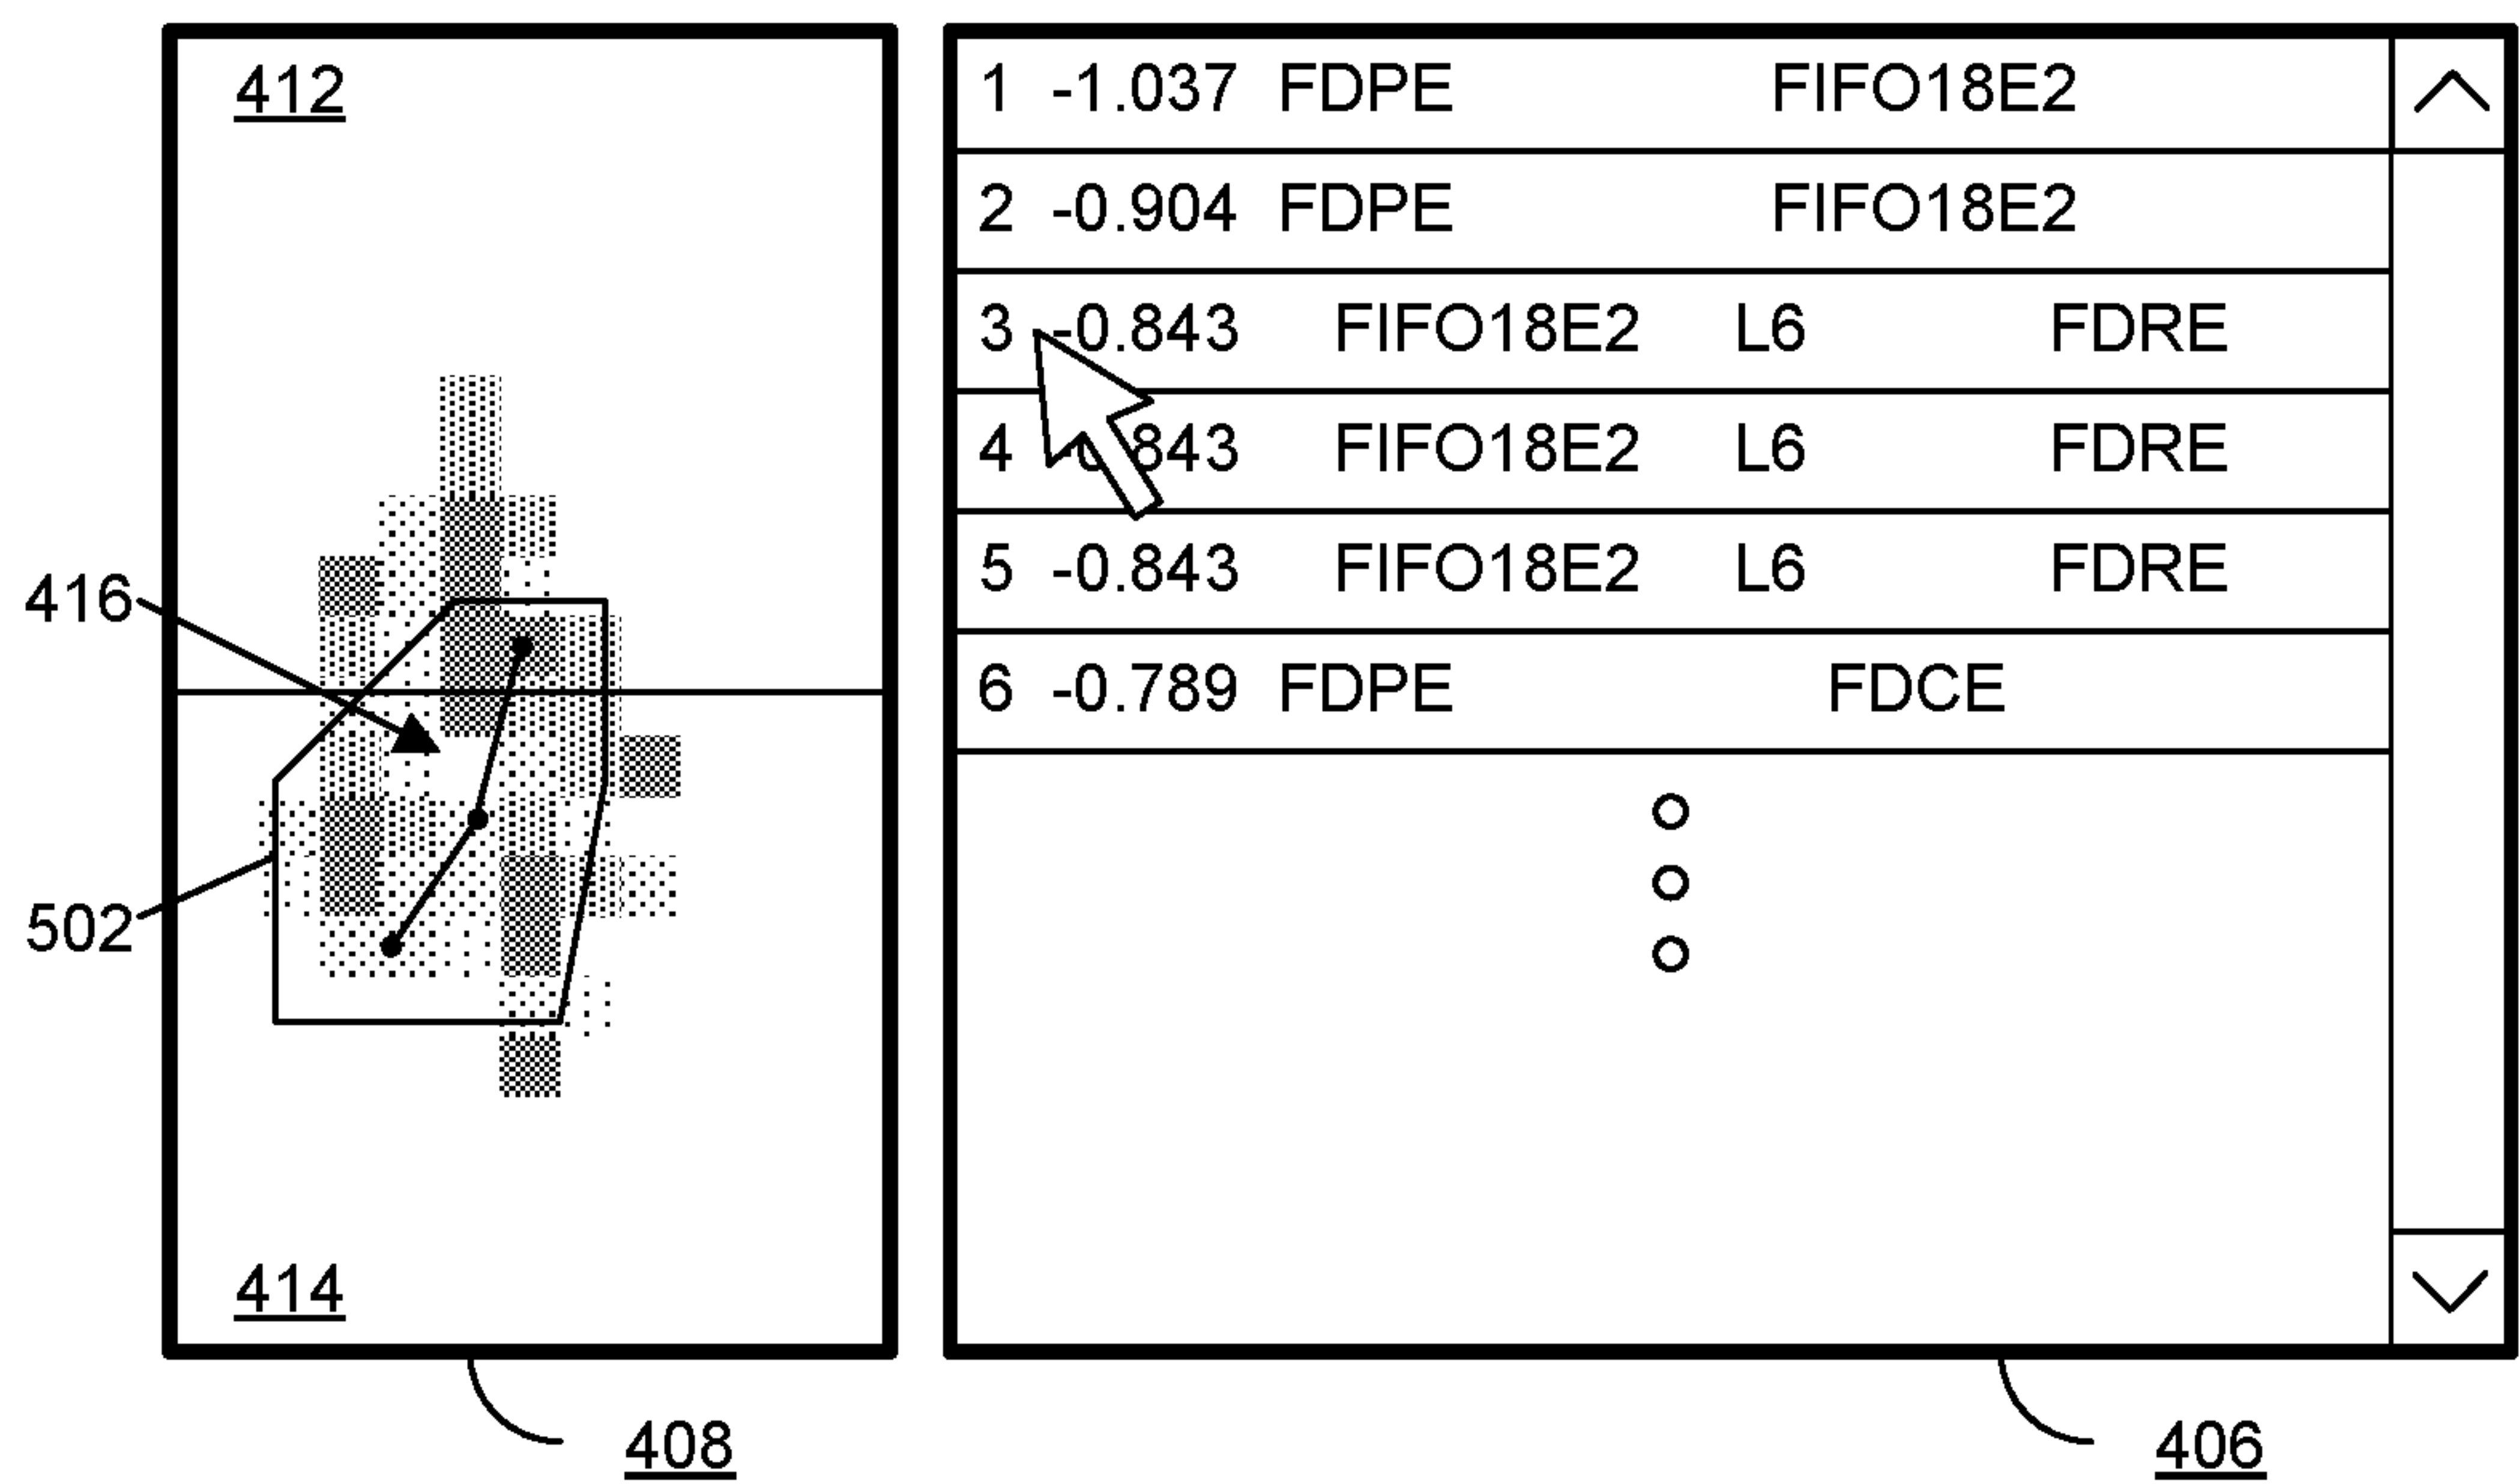 412
416
502
414
408
1 -1.037 FDPE FIFO18E2
2 -0.904 FDPE FIFO18E2
3 -0.843 FIFO18E2 L6 FDRE
4 -0.843 FIFO18E2 L6 FDRE
5 -0.843 FIFO18E2 L6 FDRE
6 -0.789 FDPE FDCE
406